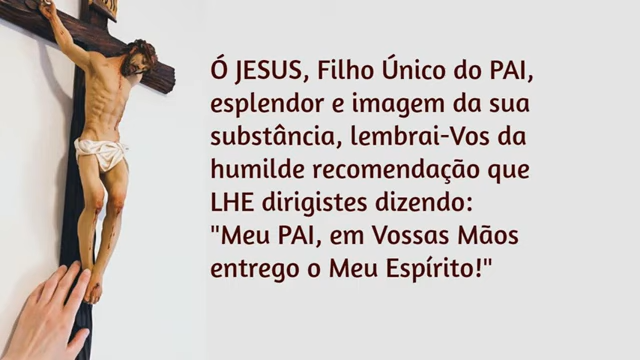 Ó JESUS, Filho Único do PAI,
esplendor e imagem da sua
substância, lembrai-Vos da
humilde recomendação que
LHE dirigistes dizendo:
"Meu PAI, em Vossas Mãos
entrego o Meu Espírito!"